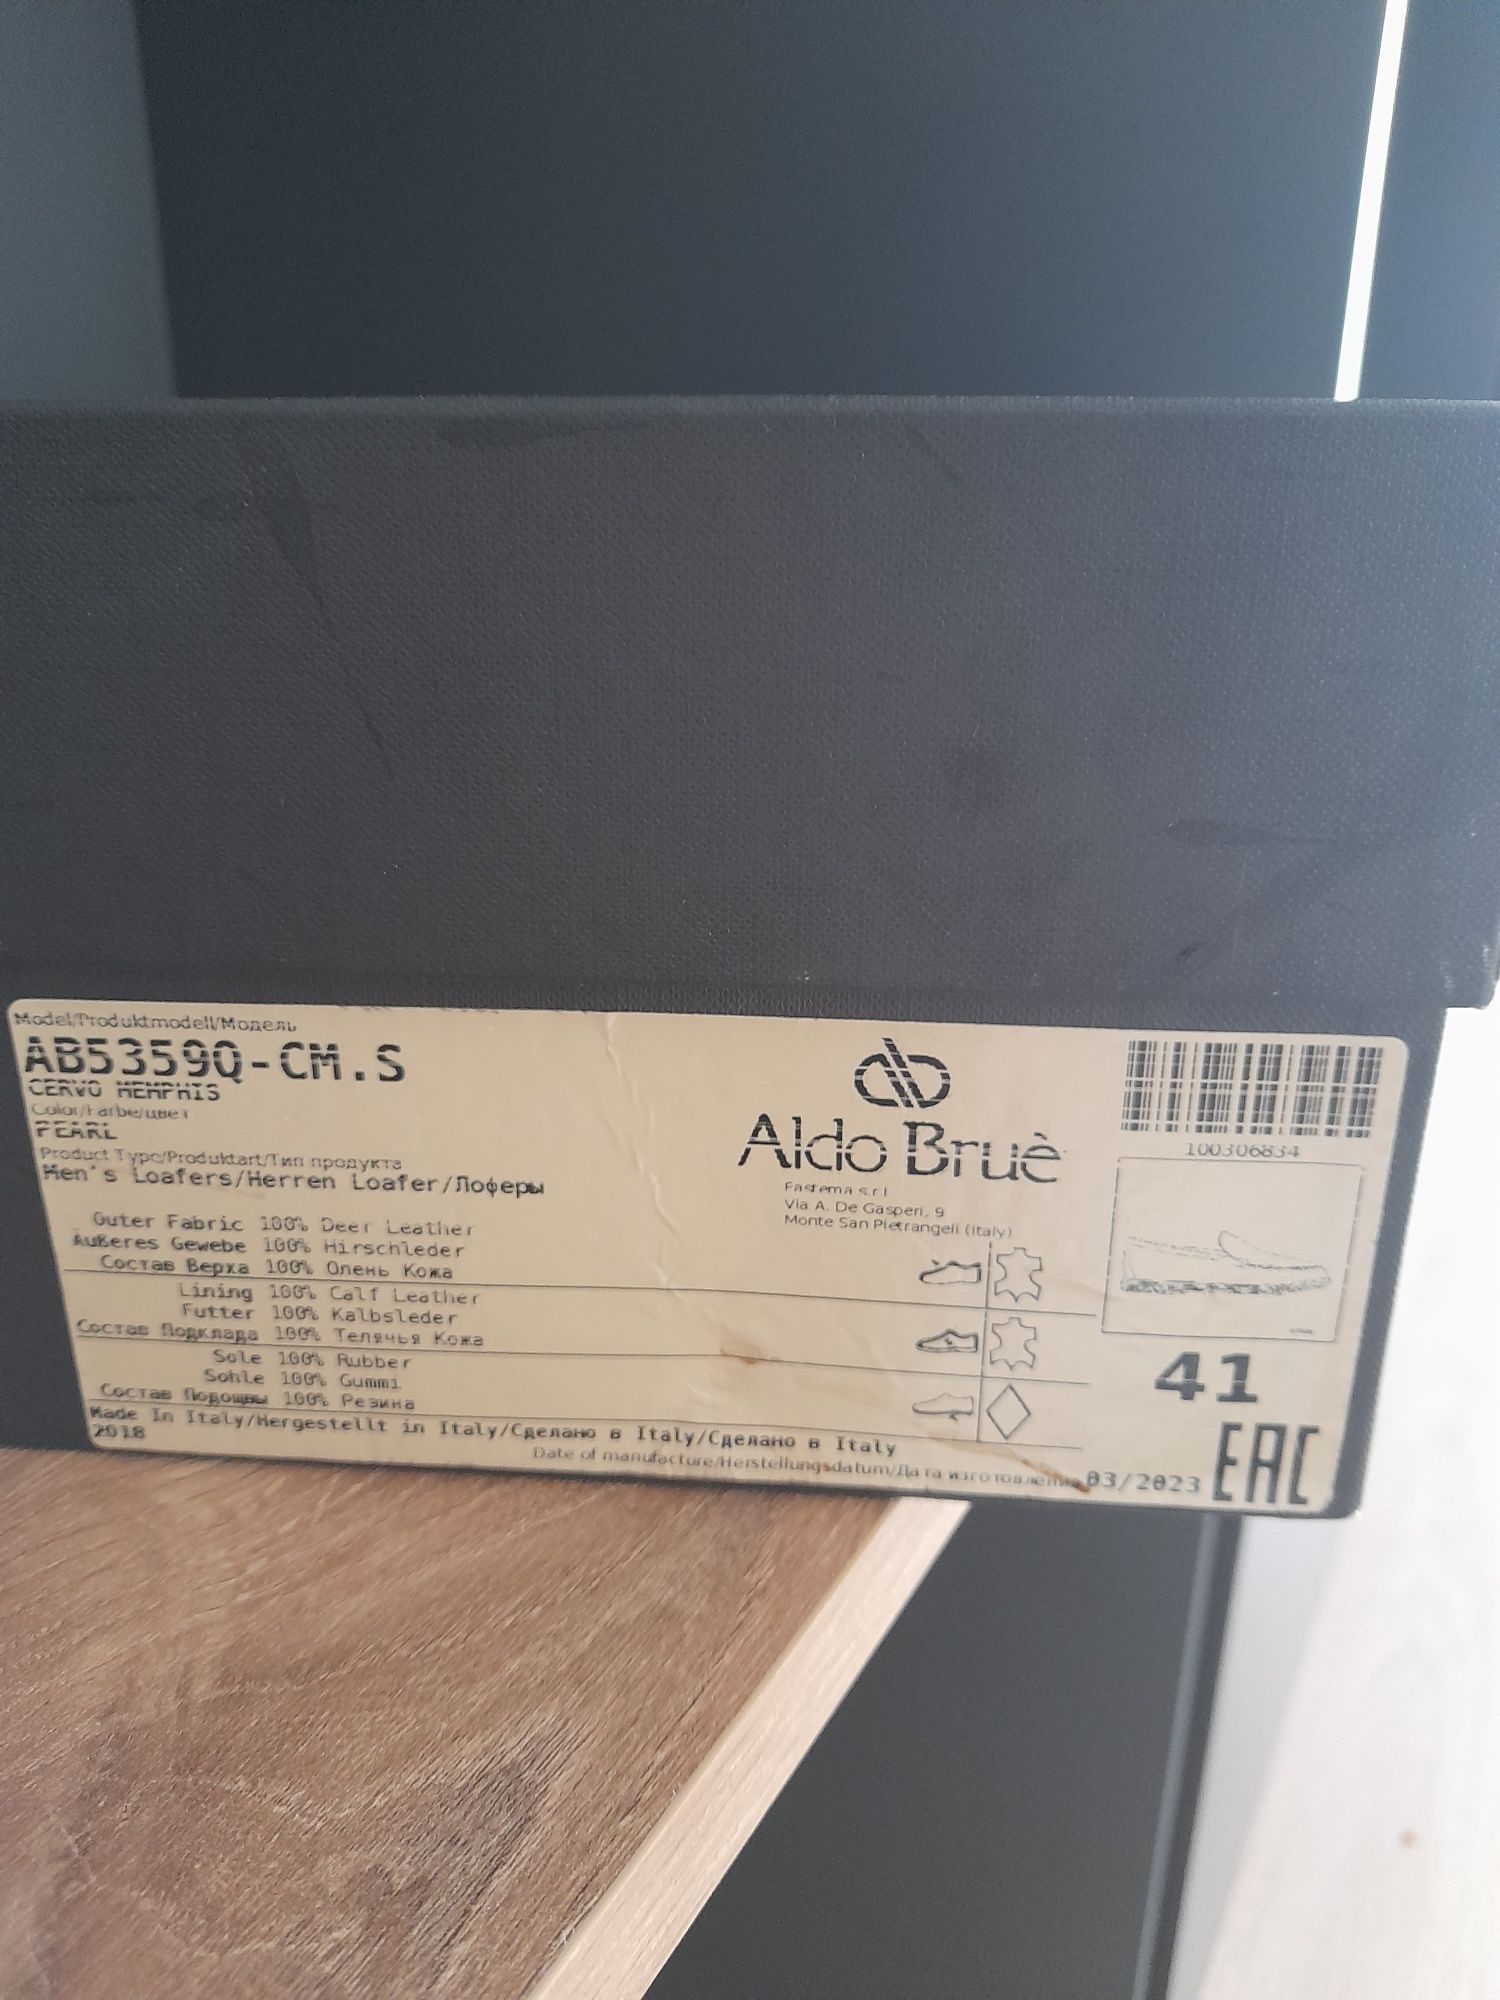 Model/Produktmodell/Модель
AB5359Q-CM.S
CERVO MEMPHIS
Color/Farbe/цвет
PEARL
Product Type/Produktart/Тип продукта
Men's Loafers/Herren Loafer/Лоферы
Outer Fabric 100% Deer Leather
Äußeres Gewebe 100% Hirschleder
Состав Верха 100% Олень Кожа
Lining 100% Calf Leather
Futter 100% Kalbsleder
Состав Подклада 100% Телячья Кожа
Sole 100% Rubber
Sohle 100% Gummi
Состав Подошвы 100% Резина
Made In Italy/Hergestellt in Italy/Сделано в Italy/Сделано в Italy
2018
Date of manufacture/Herstellungsdatum/Дата изготовления 03/2023
Aldo Bruè
Fastema s.r.l
Via A. De Gasperi, 9
Monte San Pietrangeli (Italy)
100306834
41
EAC